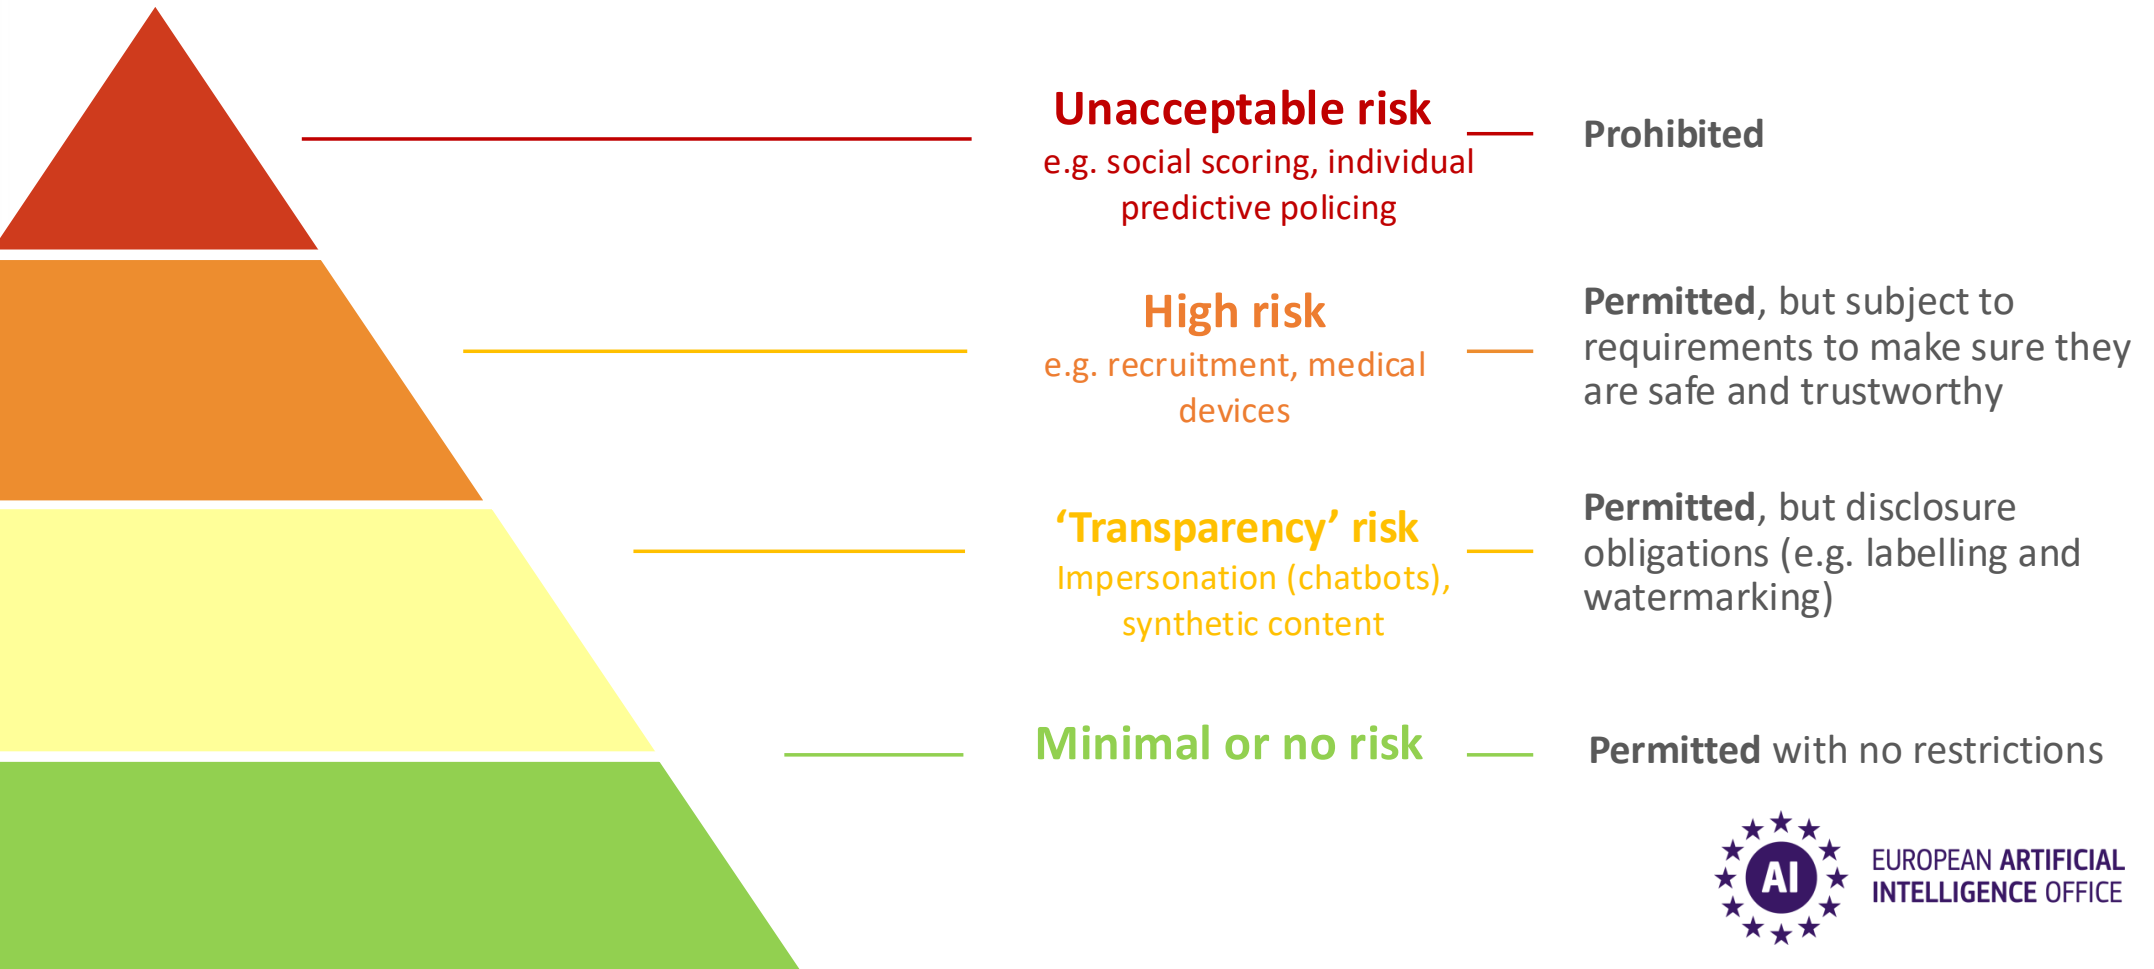 Unacceptable risk
e.g. social scoring, individual
predictive policing
Prohibited
High risk
e.g. recruitment, medical
devices
Permitted, but subject to
requirements to make sure they
are safe and trustworthy
‘Transparency’ risk
Impersonation (chatbots),
synthetic content
Permitted, but disclosure
obligations (e.g. labelling and
watermarking)
Minimal or no risk
Permitted with no restrictions
AI
EUROPEAN ARTIFICIAL
INTELLIGENCE OFFICE